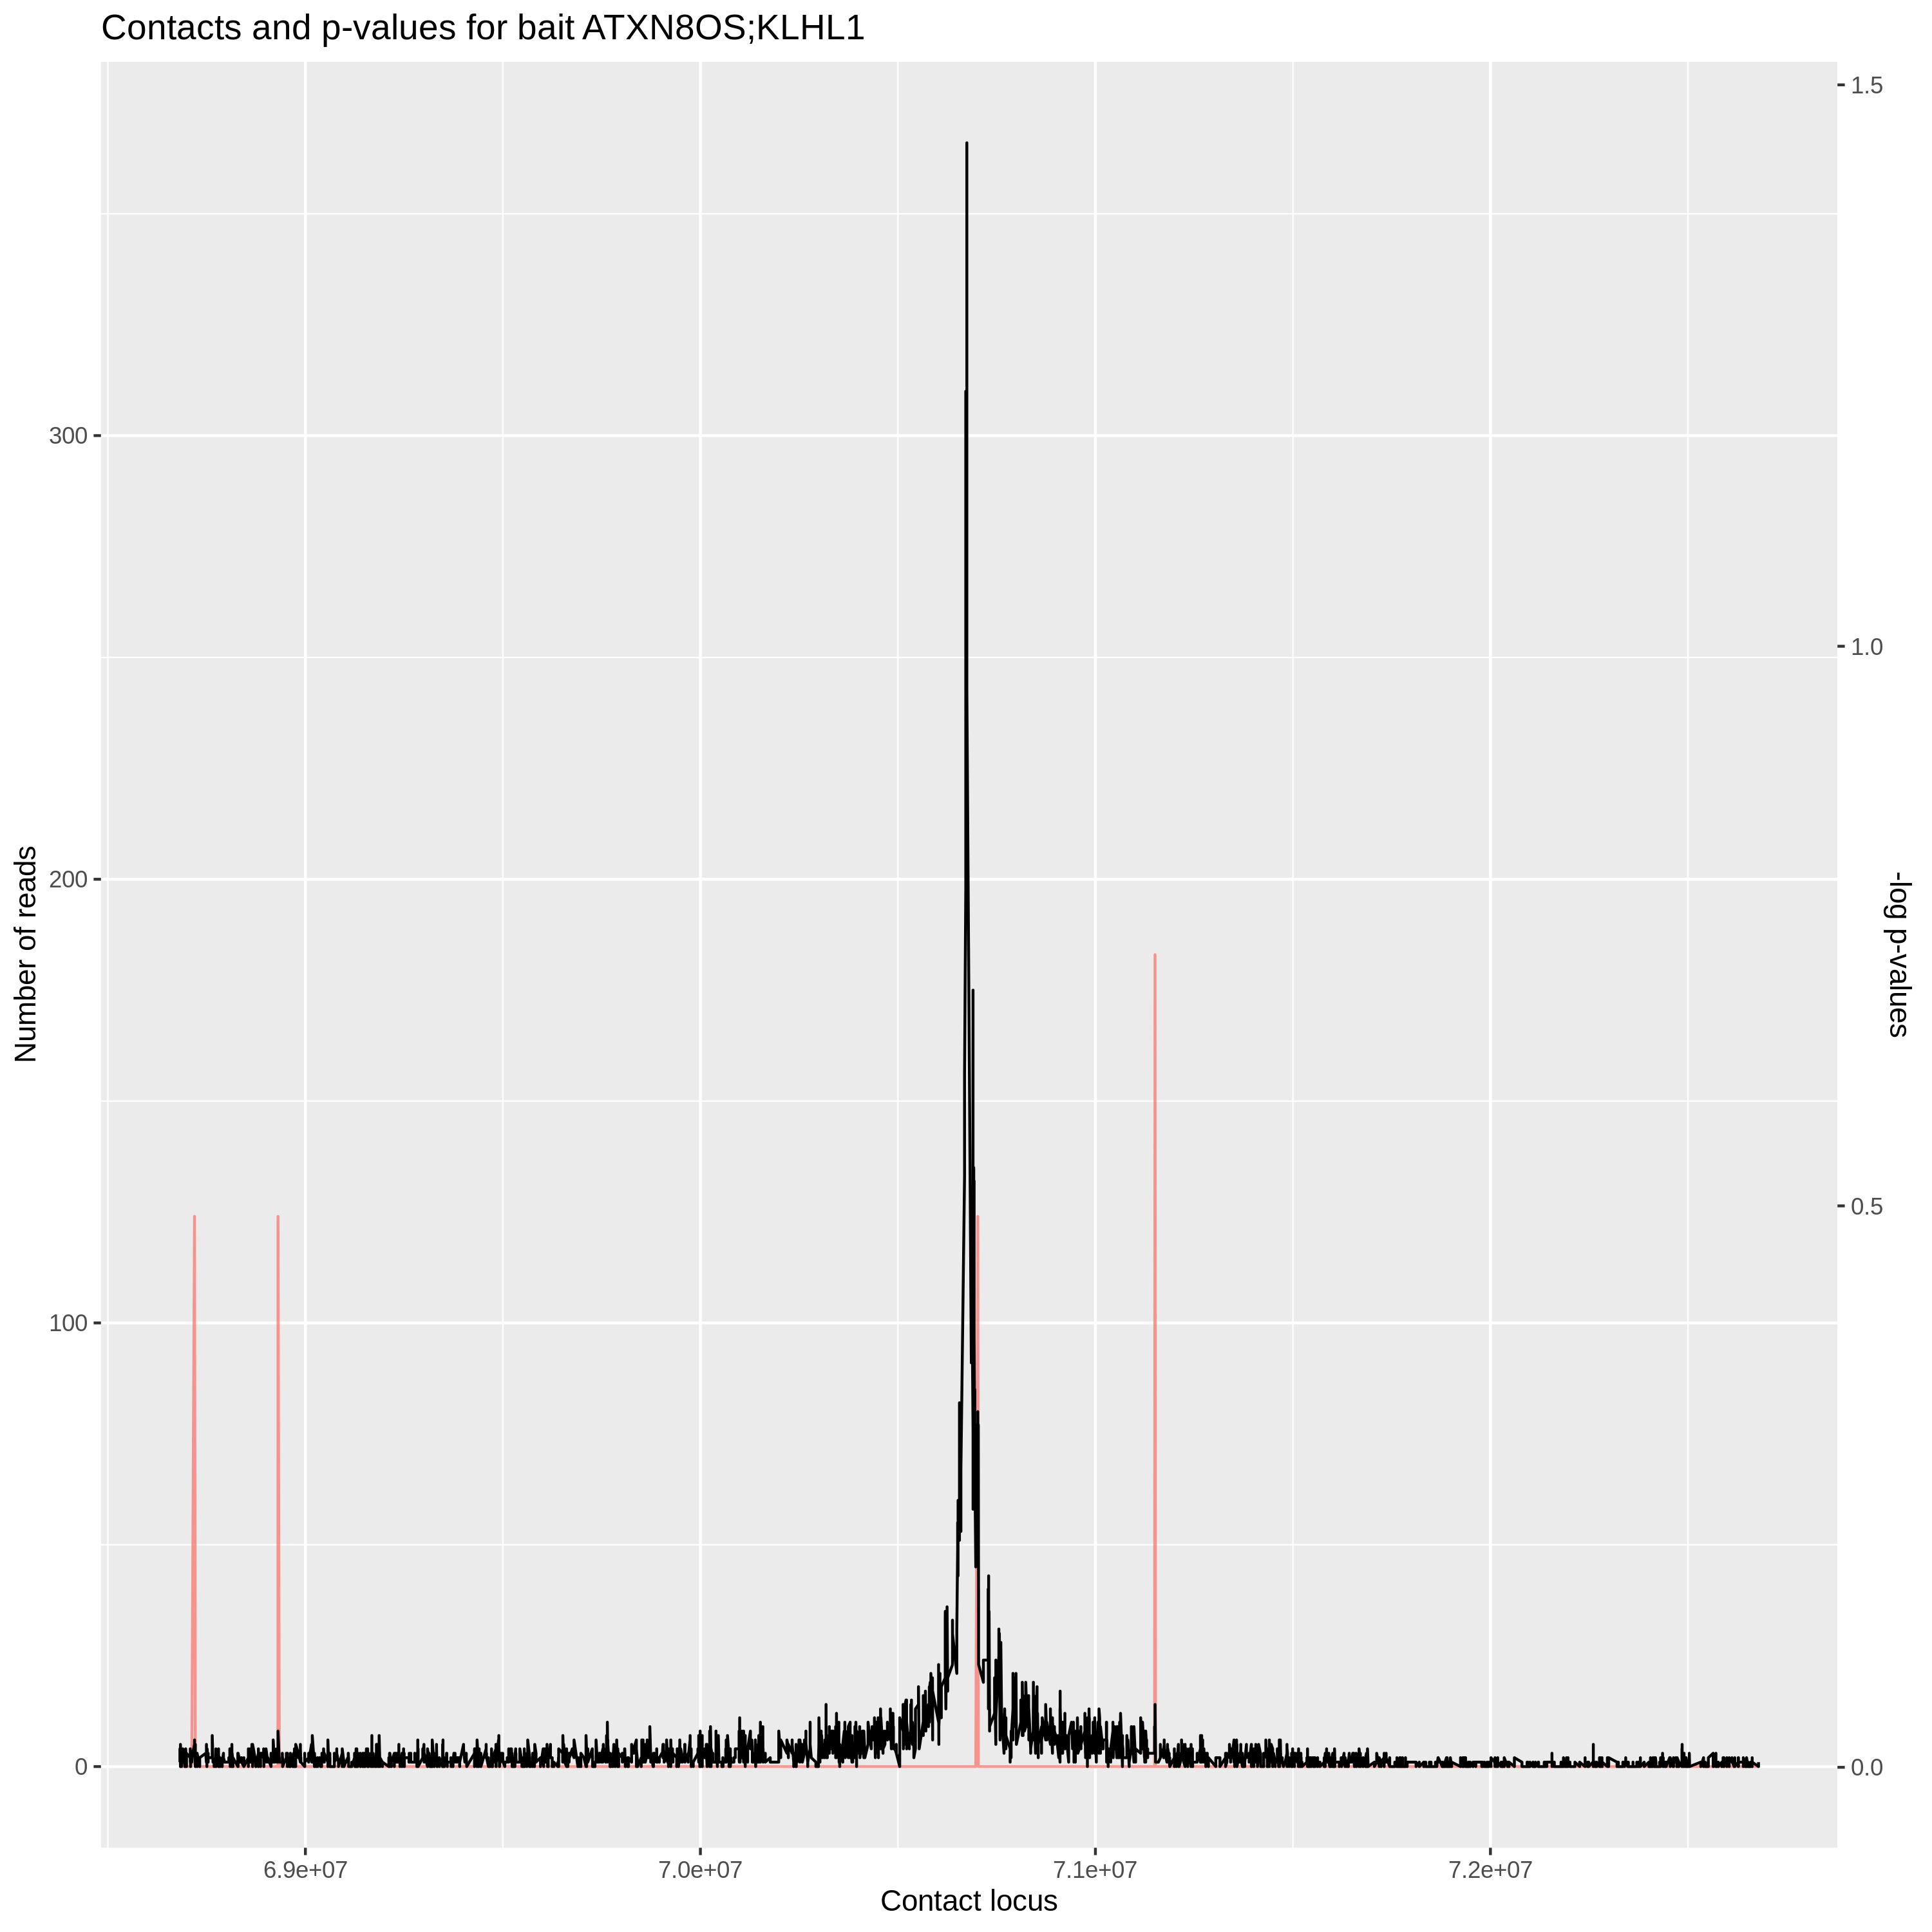 Contacts and p-values for bait ATXN8OS;KLHL1
1.5
1.0
0.5
0.0
300
200
100
0
Number of reads
-log p-values
6.9e+07
7.0e+07
7.1e+07
7.2e+07
Contact locus